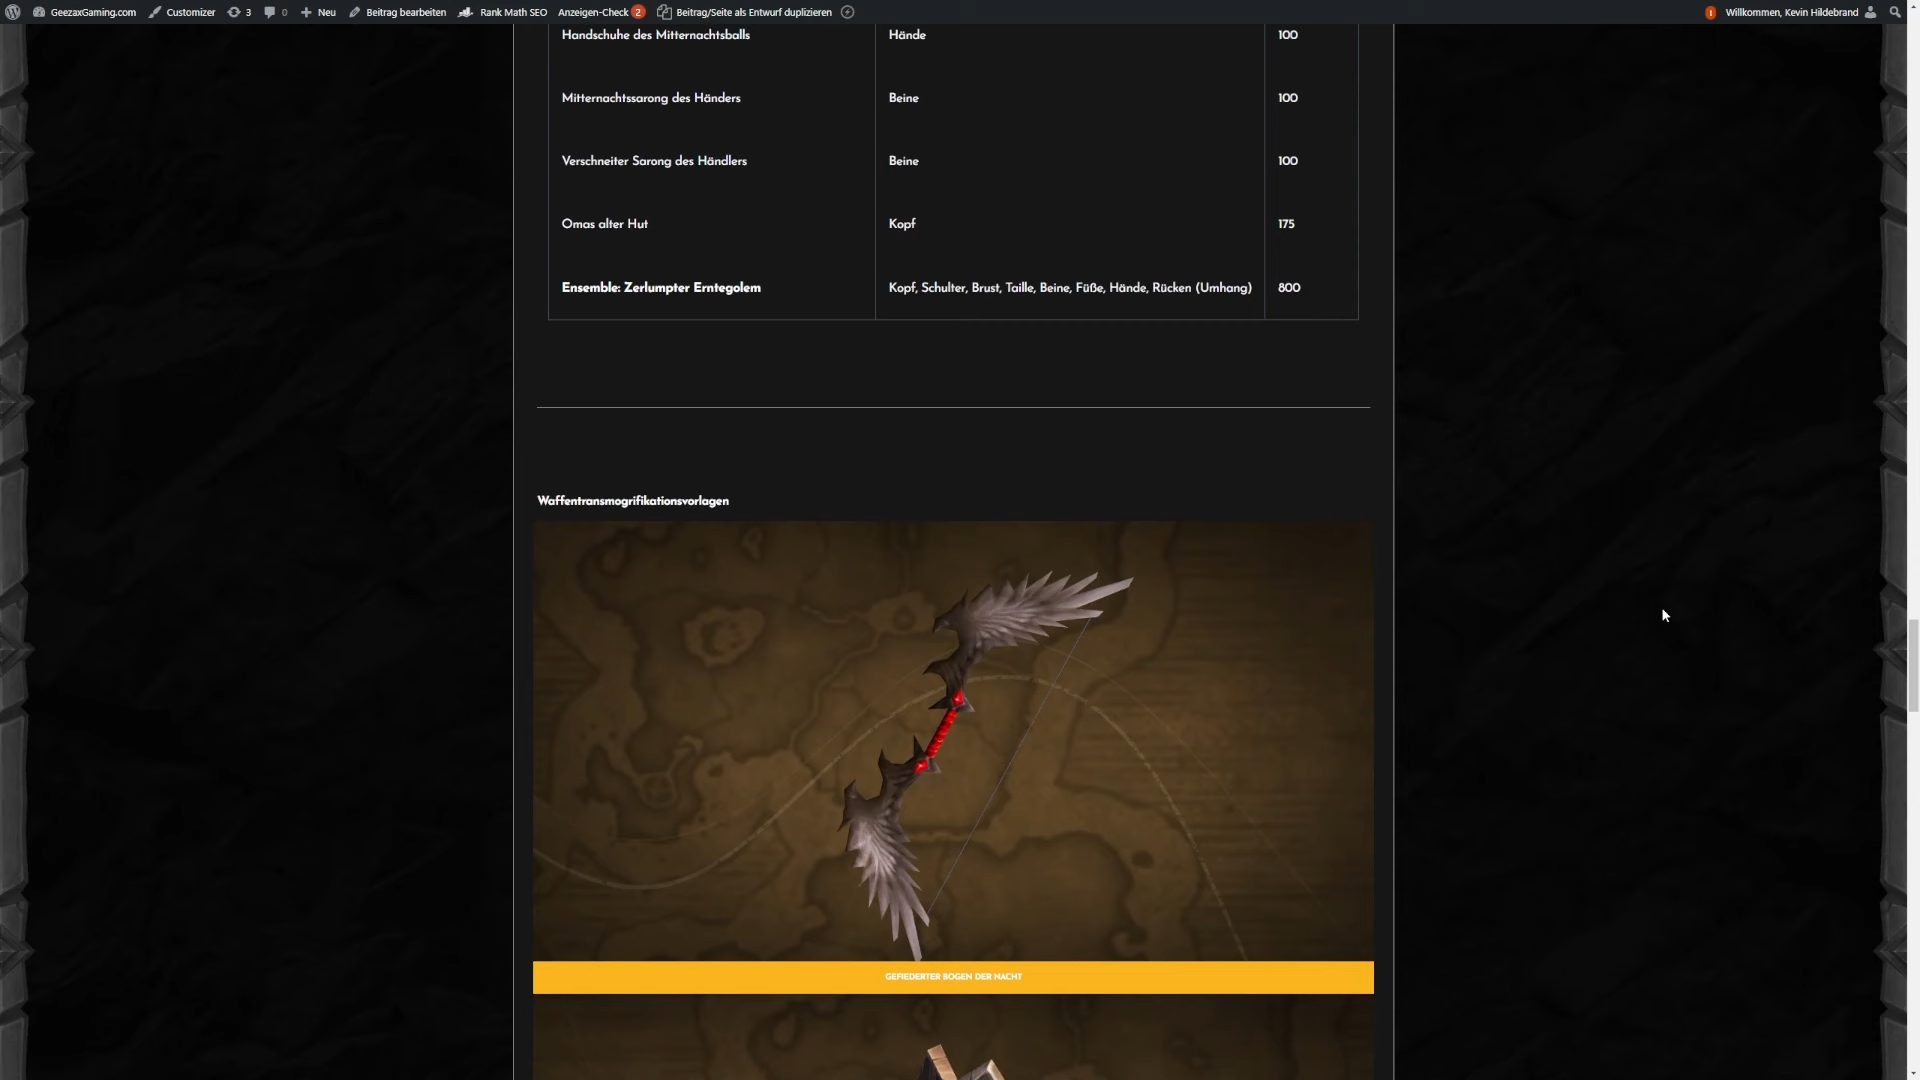 GeezaxGaming.com Customizer 3 0 Neu Beitrag bearbeiten Rank Math SEO Anzeigen-Check 2 Beitrag/Seite als Entwurf duplizieren ! Willkommen, Kevin Hildebrand
Handschuhe des Mitternachtsballs Hände 100
Mitternachtssarong des Händers Beine 100
Verschneiter Sarong des Händlers Beine 100
Omas alter Hut Kopf 175
Ensemble: Zerlumpter Erntegolem Kopf, Schulter, Brust, Taille, Beine, Füße, Hände, Rücken (Umhang) 800
Waffentransmogrifikationsvorlagen
GEFIEDERTER BOGEN DER NACHT